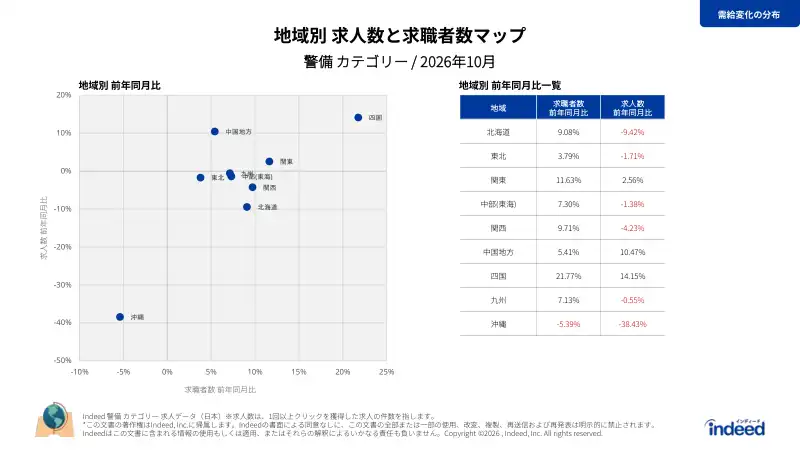 需給変化の分布
地域別 求人数と求職者数マップ
警備 カテゴリー / 2026年10月
地域別 前年同月比
20%
10%
0%
-10%
-20%
-30%
-40%
-50%
-10%
-5%
0%
5%
10%
15%
20%
25%
求人数 前年同月比
求職者数 前年同月比
四国
中国地方
関東
九州
中部(東海)
東北
関西
北海道
沖縄
地域別 前年同月比一覧
地域 求職者数 前年同月比 求人数 前年同月比
北海道 9.08% -9.42%
東北 3.79% -1.71%
関東 11.63% 2.56%
中部(東海) 7.30% -1.38%
関西 9.71% -4.23%
中国地方 5.41% 10.47%
四国 21.77% 14.15%
九州 7.13% -0.55%
沖縄 -5.39% -38.43%
Indeed 警備 カテゴリー 求人データ（日本）※求人数は、1回以上クリックを獲得した求人の件数を指します。
*この文書の著作権はIndeed, Inc.に帰属します。Indeedの書面による同意なしに、この文書の全部または一部の使用、改変、複製、再送信および再発表は明示的に禁止されます。
Indeedはこの文書に含まれる情報の使用もしくは適用、またはそれらの解釈によるいかなる責任も負いません。Copyright ©2026 , Indeed, Inc. All rights reserved.
インディード
indeed